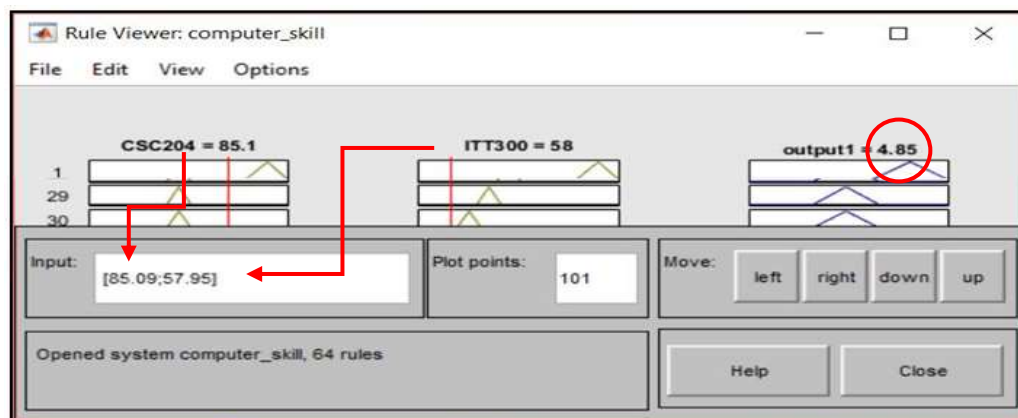 Rule Viewer: computer_skill
File Edit View Options
CSC204 = 85.1 ITT300 = 58 output1 = 4.85
1
29
30
Input: [85.09;57.95] Plot points: 101 Move: left right down up
Opened system computer_skill, 64 rules
Help Close